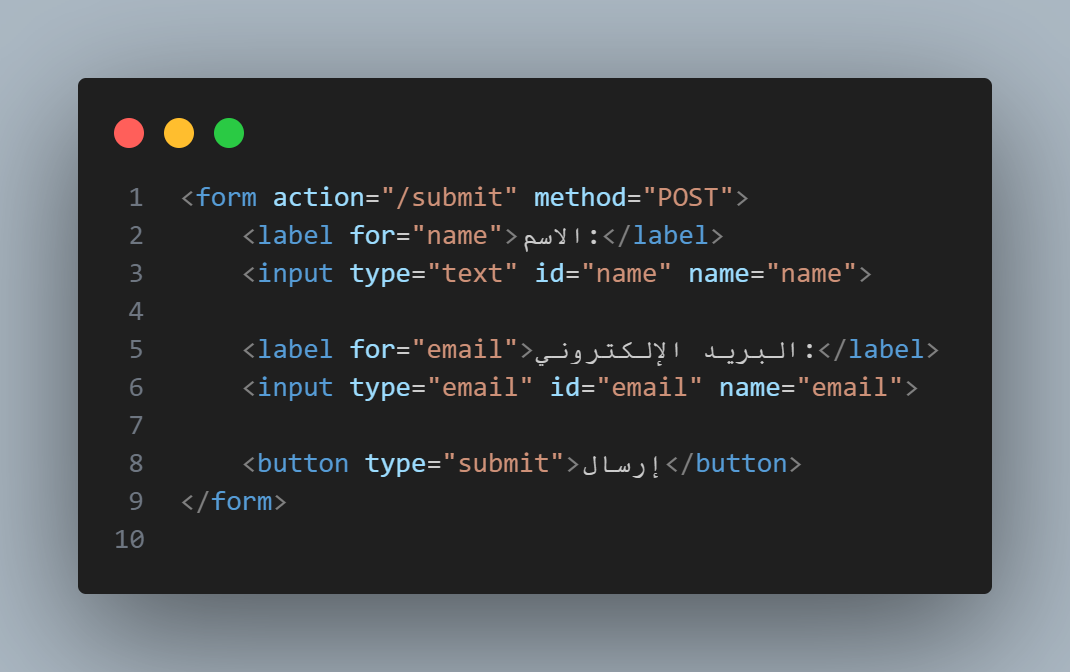 1 <form action="/submit" method="POST">
2 <label for="name">الاسم:</label>
3 <input type="text" id="name" name="name">
4
5 <label for="email">البريد الإلكتروني:</label>
6 <input type="email" id="email" name="email">
7
8 <button type="submit">إرسال</button>
9 </form>
10